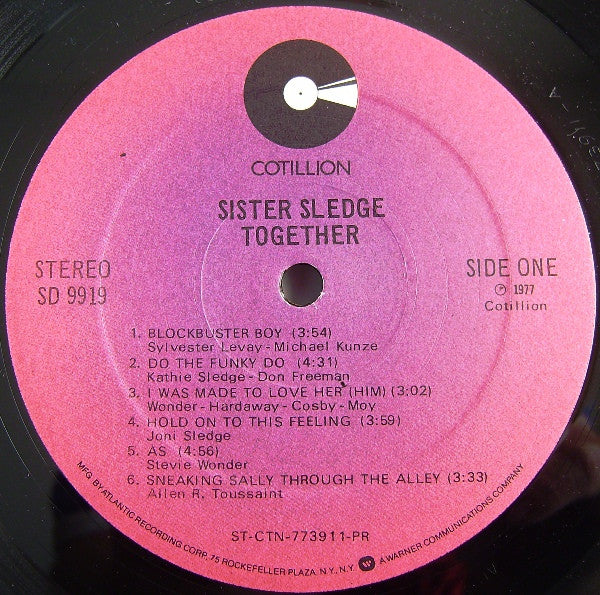 COTILLION
SISTER SLEDGE
TOGETHER
STEREO
SD 9919
SIDE ONE
℗ 1977
Cotillion
1. BLOCKBUSTER BOY (3:54)
Sylvester Levay - Michael Kunze
2. DO THE FUNKY DO (4:31)
Kathie Sledge - Don Freeman
3. I WAS MADE TO LOVE HER (HIM) (3:02)
Wonder - Hardaway - Cosby - Moy
4. HOLD ON TO THIS FEELING (3:59)
Joni Sledge
5. AS (4:56)
Stevie Wonder
6. SNEAKING SALLY THROUGH THE ALLEY (3:33)
Allen R. Toussaint
ST-CTN-773911-PR
MFG. BY ATLANTIC RECORDING CORP. 75 ROCKEFELLER PLAZA. N.Y., N.Y. W A WARNER COMMUNICATIONS COMPANY